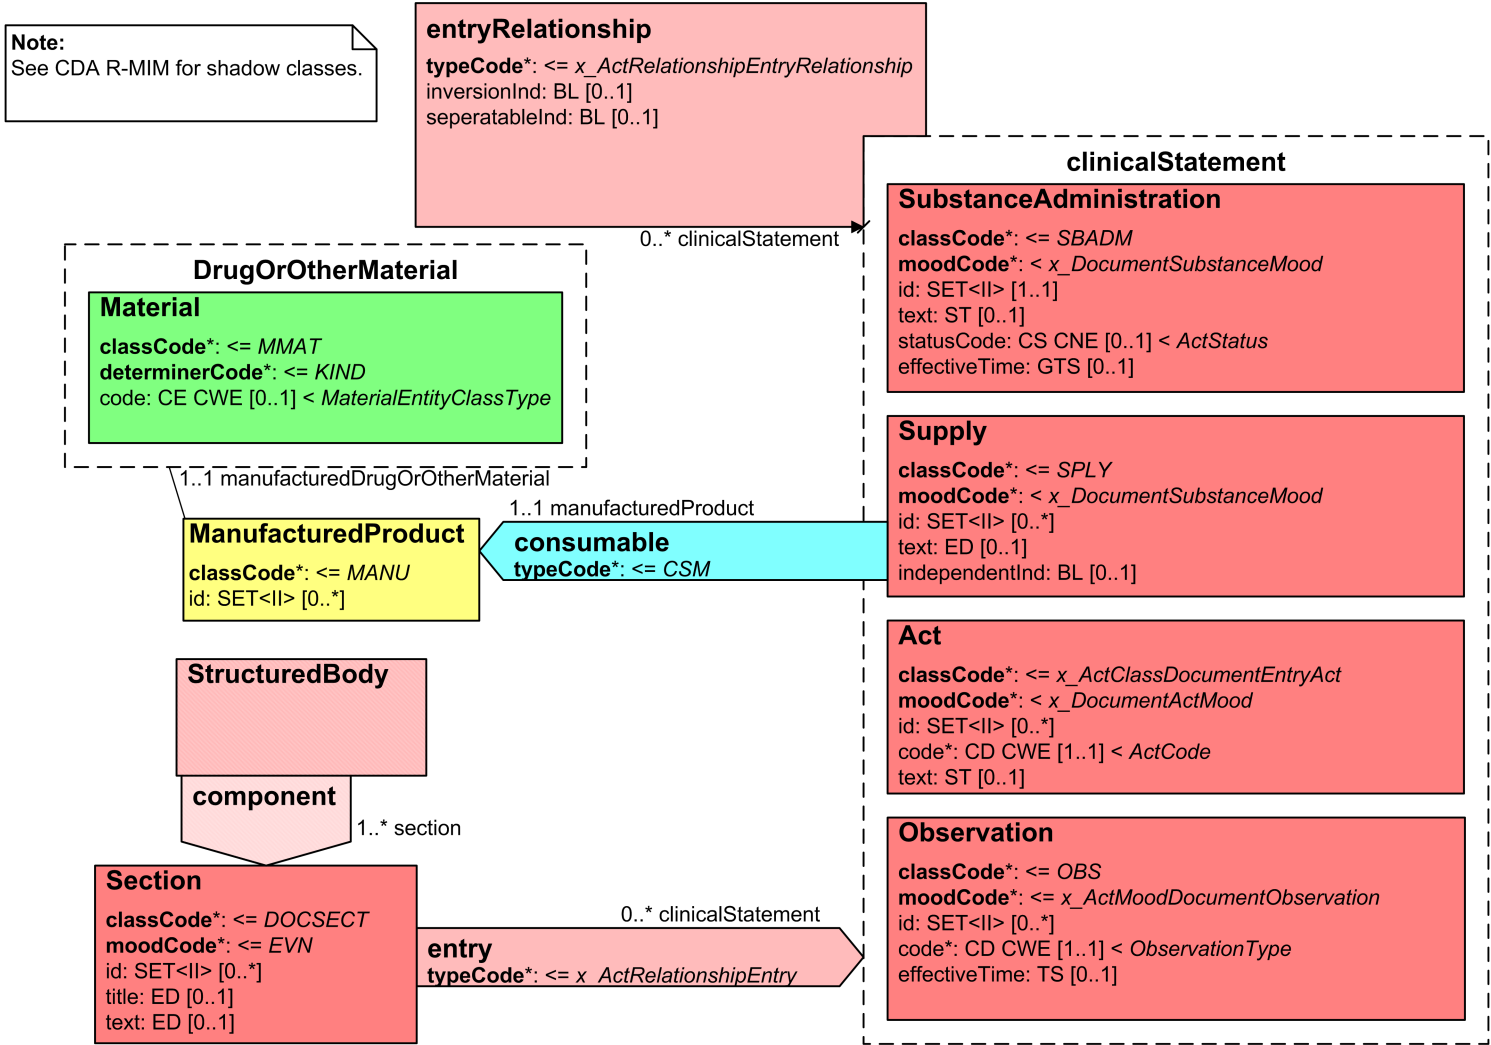 Note:
See CDA R-MIM for shadow classes.
entryRelationship
typeCode*: <= x_ActRelationshipEntryRelationship
inversionInd: BL [0..1]
seperatableInd: BL [0..1]
0..* clinicalStatement
clinicalStatement
SubstanceAdministration
classCode*: <= SBADM
moodCode*: < x_DocumentSubstanceMood
id: SET<II> [1..1]
text: ST [0..1]
statusCode: CS CNE [0..1] < ActStatus
effectiveTime: GTS [0..1]
DrugOrOtherMaterial
Material
classCode*: <= MMAT
determinerCode*: <= KIND
code: CE CWE [0..1] < MaterialEntityClassType
1..1 manufacturedDrugOrOtherMaterial
Supply
classCode*: <= SPLY
moodCode*: < x_DocumentSubstanceMood
id: SET<II> [0..*]
text: ED [0..1]
independentInd: BL [0..1]
1..1 manufacturedProduct
consumable
typeCode*: <= CSM
ManufacturedProduct
classCode*: <= MANU
id: SET<II> [0..*]
Act
classCode*: <= x_ActClassDocumentEntryAct
moodCode*: < x_DocumentActMood
id: SET<II> [0..*]
code*: CD CWE [1..1] < ActCode
text: ST [0..1]
StructuredBody
component
1..* section
Section
classCode*: <= DOCSECT
moodCode*: <= EVN
id: SET<II> [0..*]
title: ED [0..1]
text: ED [0..1]
0..* clinicalStatement
entry
typeCode*: <= x_ActRelationshipEntry
Observation
classCode*: <= OBS
moodCode*: <= x_ActMoodDocumentObservation
id: SET<II> [0..*]
code*: CD CWE [1..1] < ObservationType
effectiveTime: TS [0..1]